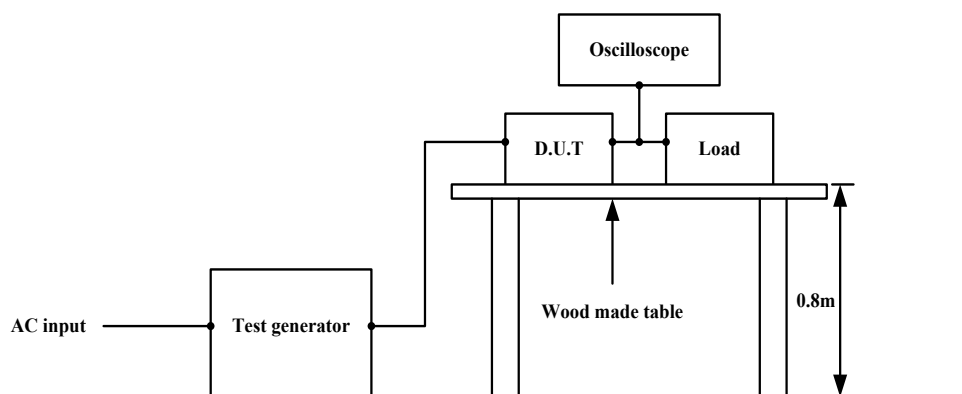 Oscilloscope
D.U.T
Load
AC input
Test generator
Wood made table
0.8m